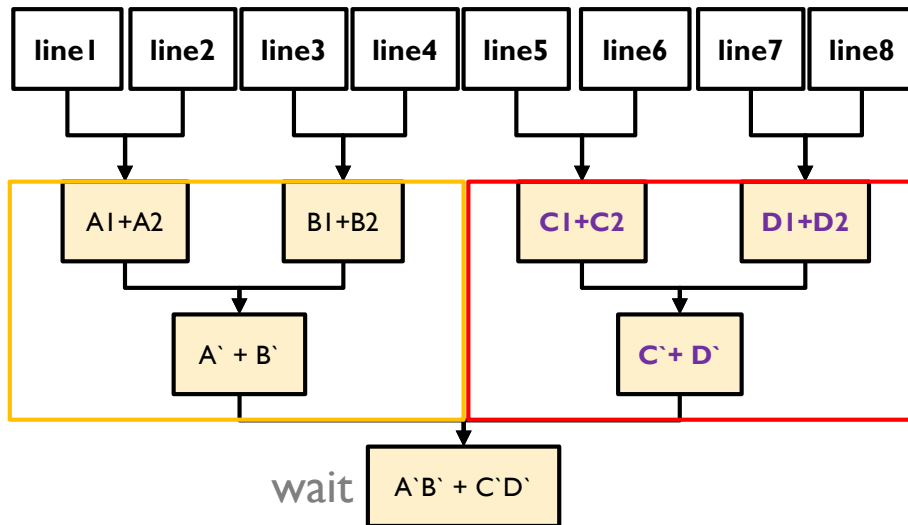 line1 line2 line3 line4 line5 line6 line7 line8
A1+A2 B1+B2 C1+C2 D1+D2
A` + B` C`+ D`
wait A`B` + C`D`